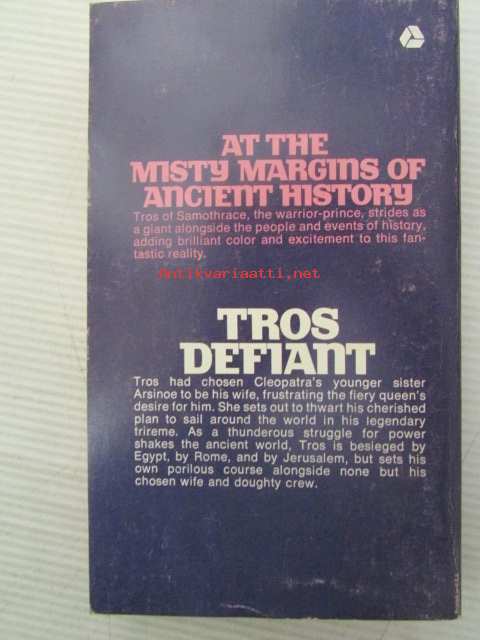 AT THE
MISTY MARGINS OF
ANCIENT HISTORY
Tros of Samothrace, the warrior-prince, strides as
a giant alongside the people and events of history,
adding brilliant color and excitement to this fan-
tastic reality.
Antikvariaatti.net
TROS
DEFIANT
Tros had chosen Cleopatra's younger sister
Arsinoe to be his wife, frustrating the fiery queen's
desire for him. She sets out to thwart his cherished
plan to sail around the world in his legendary
trireme. As a thunderous struggle for power
shakes the ancient world, Tros is besieged by
Egypt, by Rome, and by Jerusalem, but sets his
own porilous course alongside none but his
chosen wife and doughty crew.